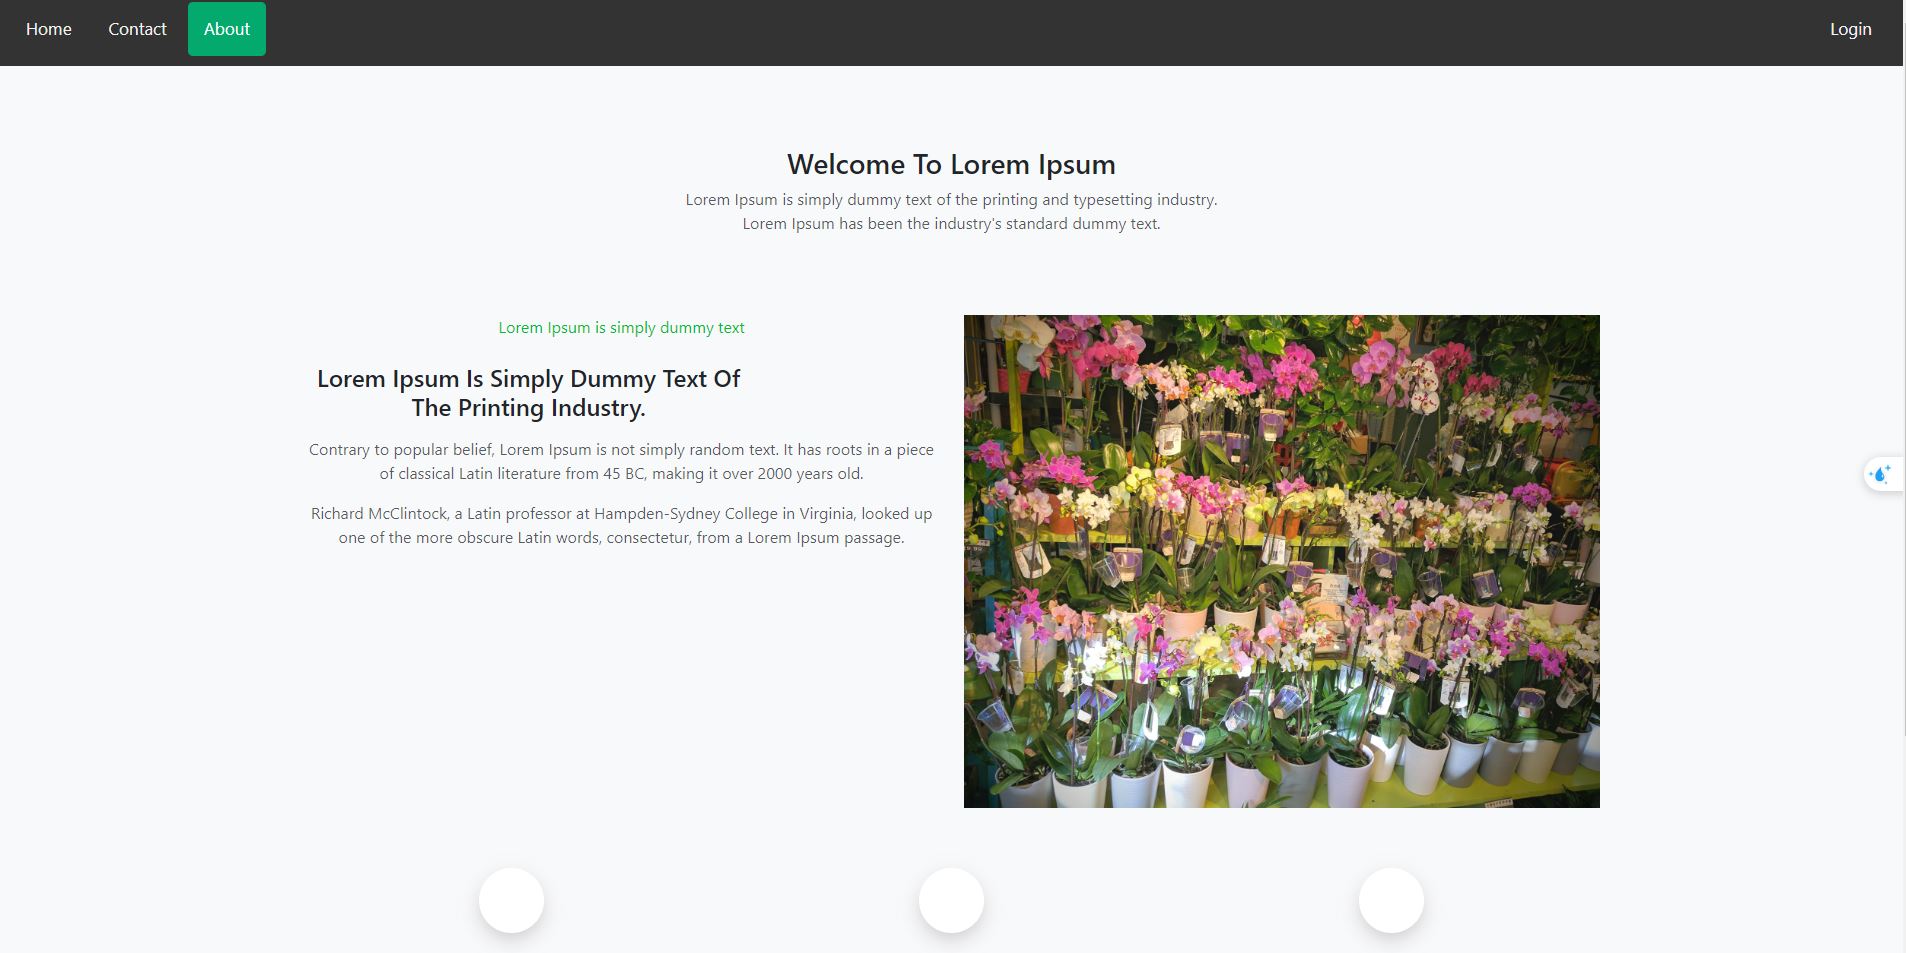 Home Contact About Login
Welcome To Lorem Ipsum
Lorem Ipsum is simply dummy text of the printing and typesetting industry.
Lorem Ipsum has been the industry's standard dummy text.
Lorem Ipsum is simply dummy text
Lorem Ipsum Is Simply Dummy Text Of
The Printing Industry.
Contrary to popular belief, Lorem Ipsum is not simply random text. It has roots in a piece
of classical Latin literature from 45 BC, making it over 2000 years old.
Richard McClintock, a Latin professor at Hampden-Sydney College in Virginia, looked up
one of the more obscure Latin words, consectetur, from a Lorem Ipsum passage.